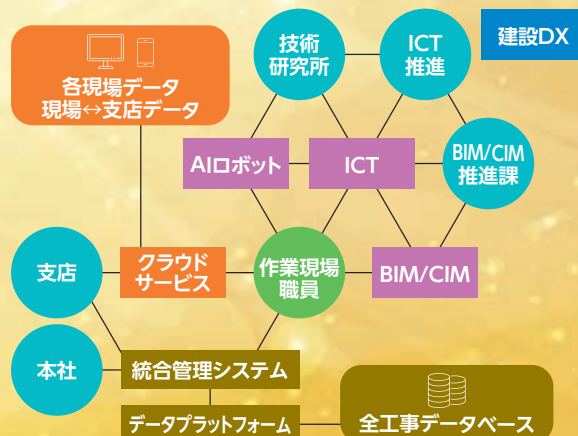 建設DX
技術
研究所
ICT
推進
各現場データ
現場↔支店データ
AIロボット
ICT
BIM/CIM
推進課
支店
クラウド
サービス
作業現場
職員
BIM/CIM
本社
統合管理システム
データプラットフォーム
全工事データベース